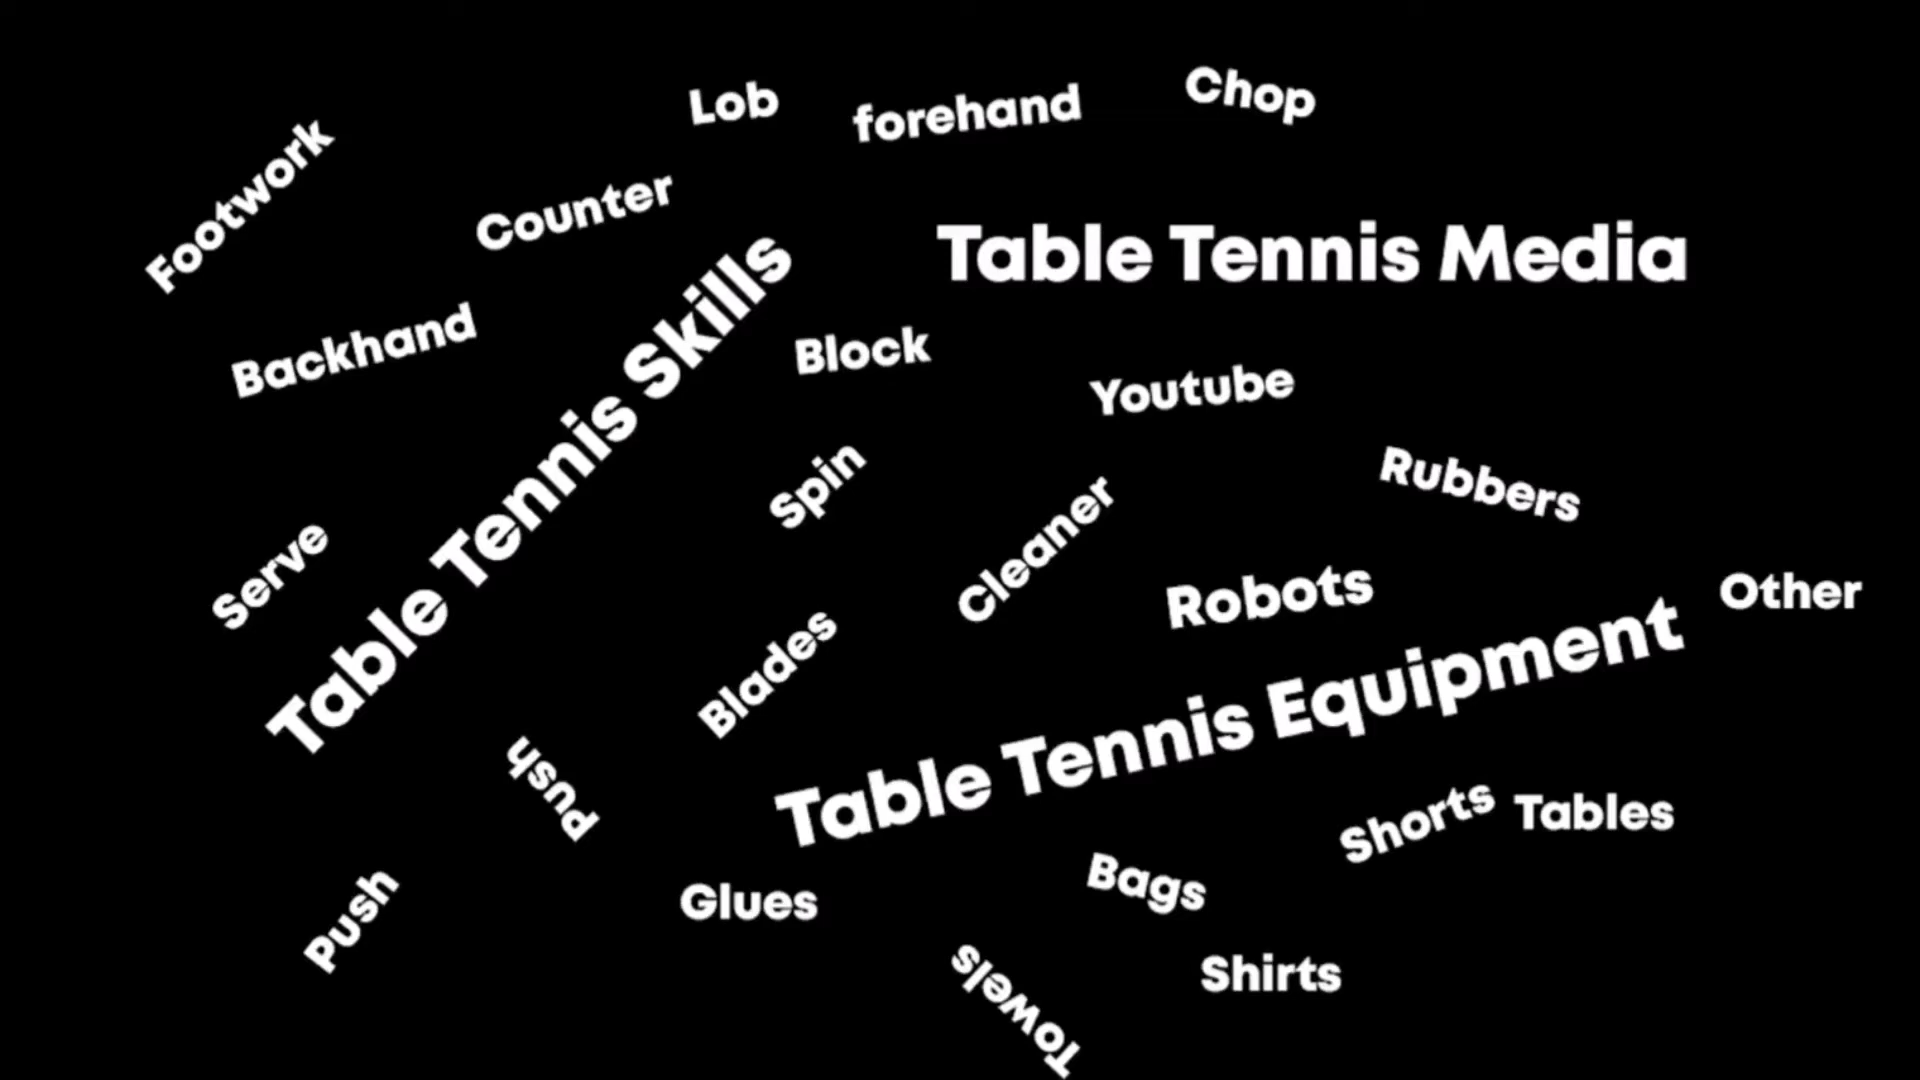 Lob
forehand
Chop
Footwork
Counter
Table Tennis Media
Backhand
Table Tennis Skills
Block
Youtube
Spin
Rubbers
Cleaner
Serve
Robots
Other
Blades
Table Tennis Equipment
Push
Shorts
Tables
Bags
Glues
Push
Shirts
Towels